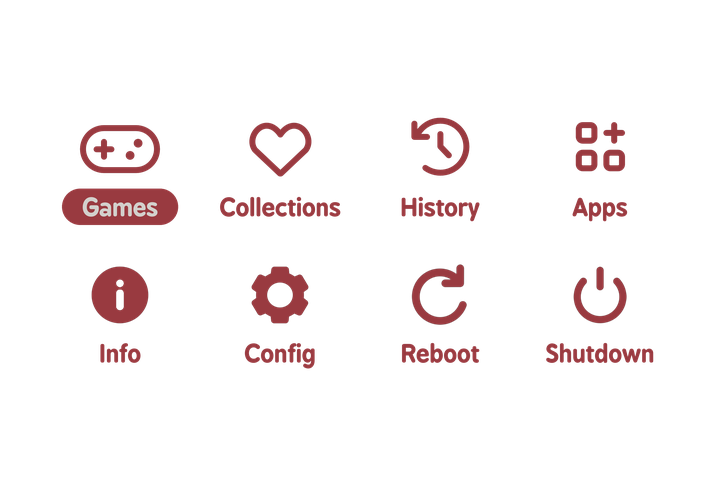 Games
Collections
History
Apps
Info
Config
Reboot
Shutdown